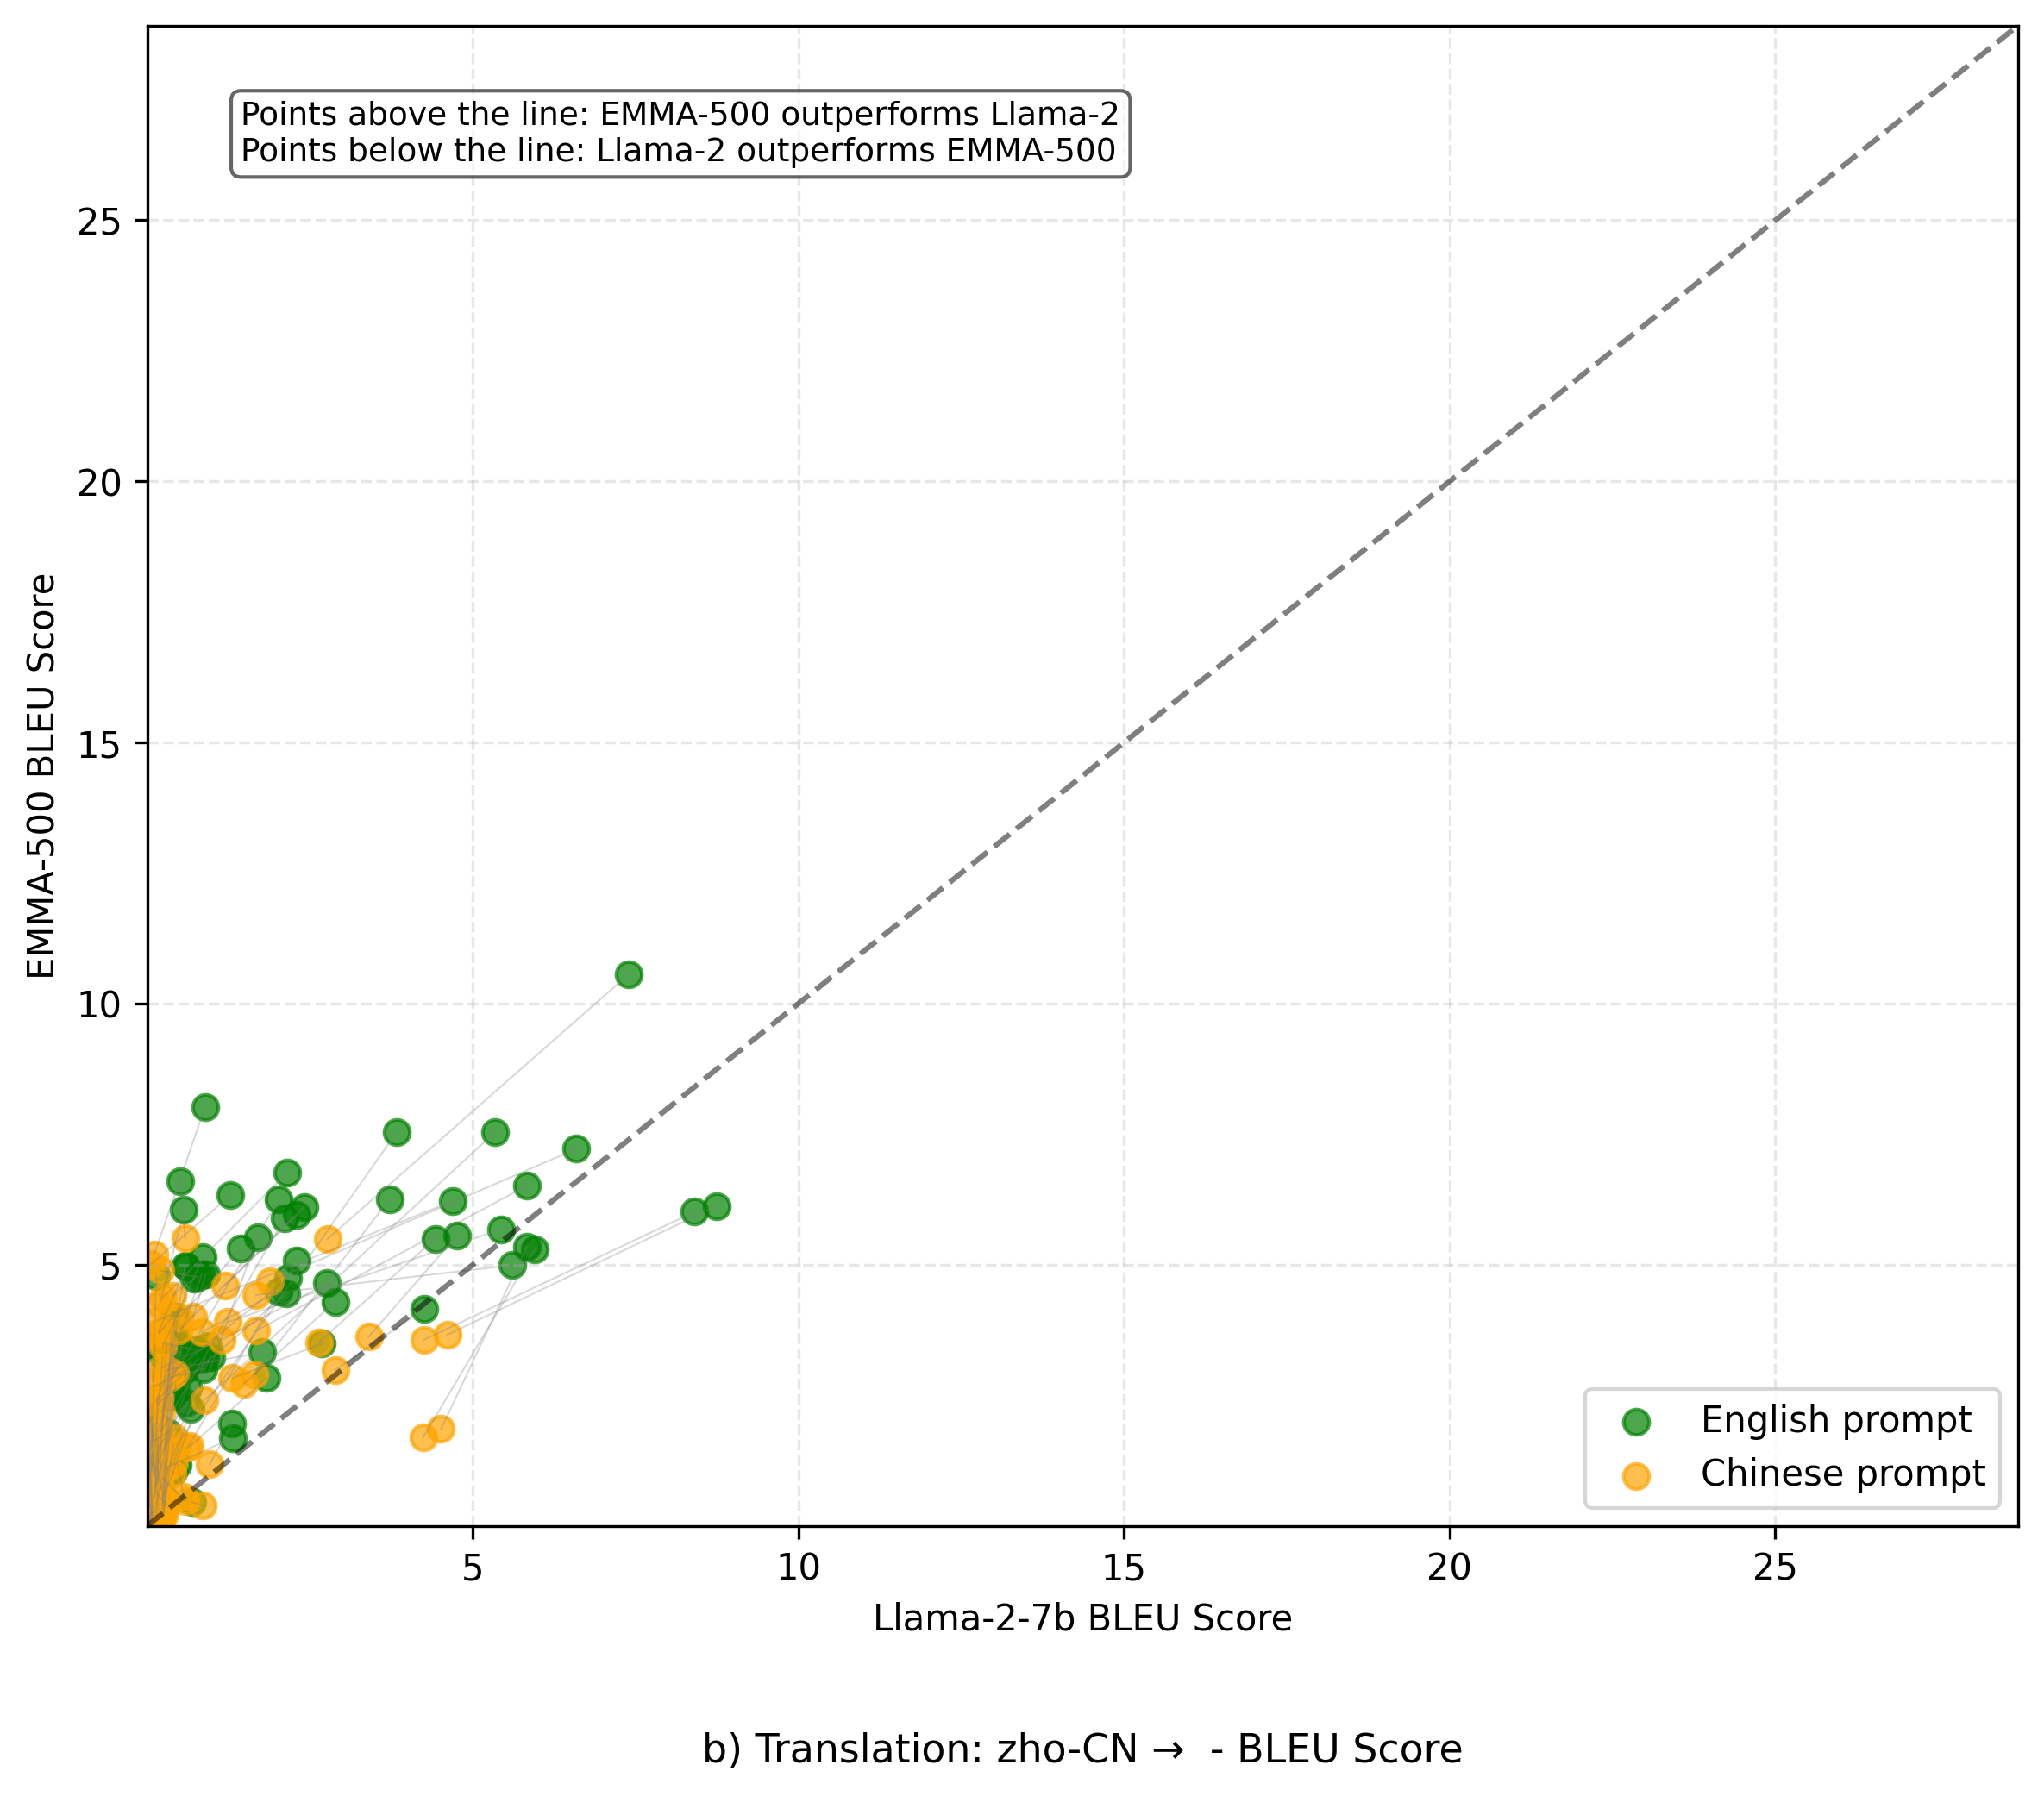 Points above the line: EMMA-500 outperforms Llama-2
Points below the line: Llama-2 outperforms EMMA-500
25
20
15
10
5
EMMA-500 BLEU Score
English prompt
Chinese prompt
5 10 15 20 25
Llama-2-7b BLEU Score
b) Translation: zho-CN →  - BLEU Score